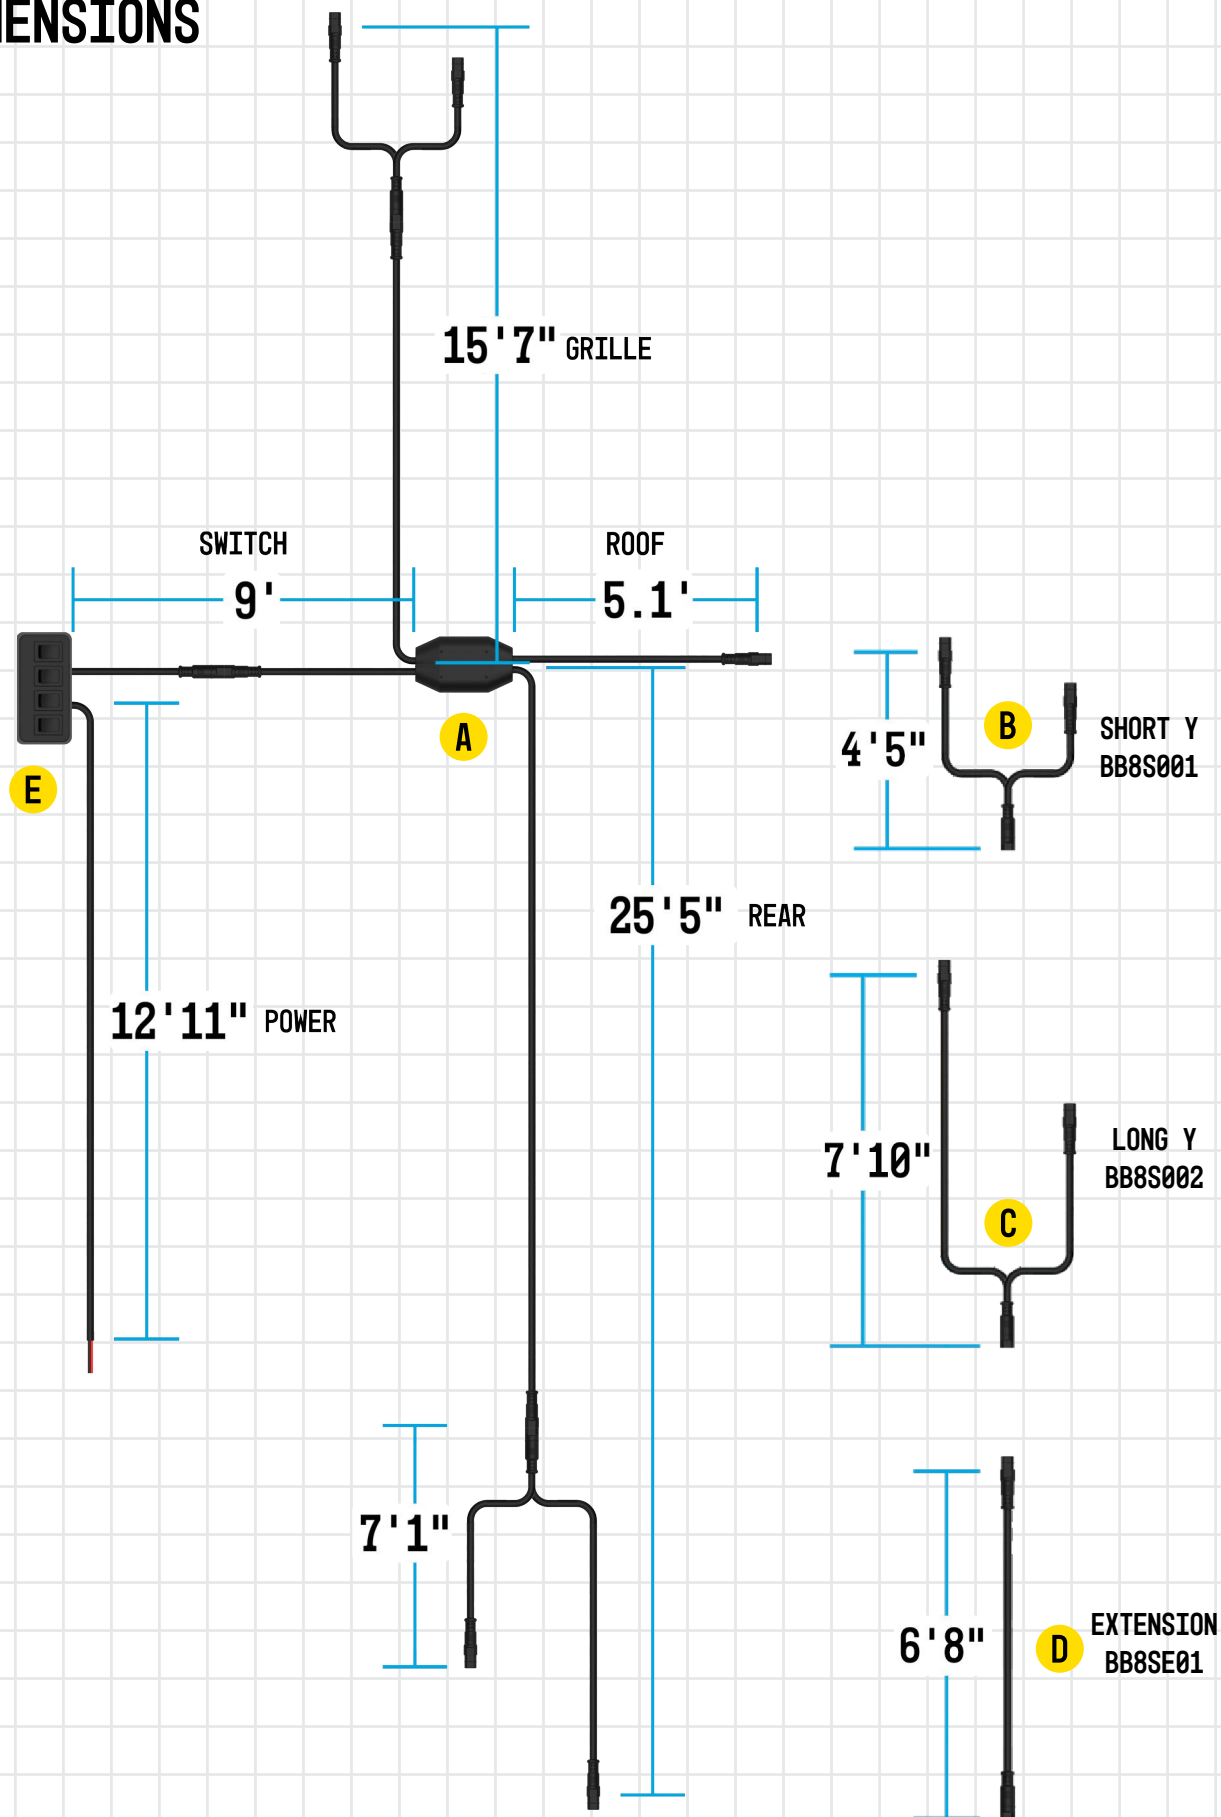 15'7" GRILLE
SWITCH
9'
ROOF
5.1'
A
E
4'5"
B
SHORT Y
BB8S001
25'5" REAR
12'11" POWER
7'10"
LONG Y
BB8S002
C
7'1"
6'8"
D
EXTENSION
BB8SE01